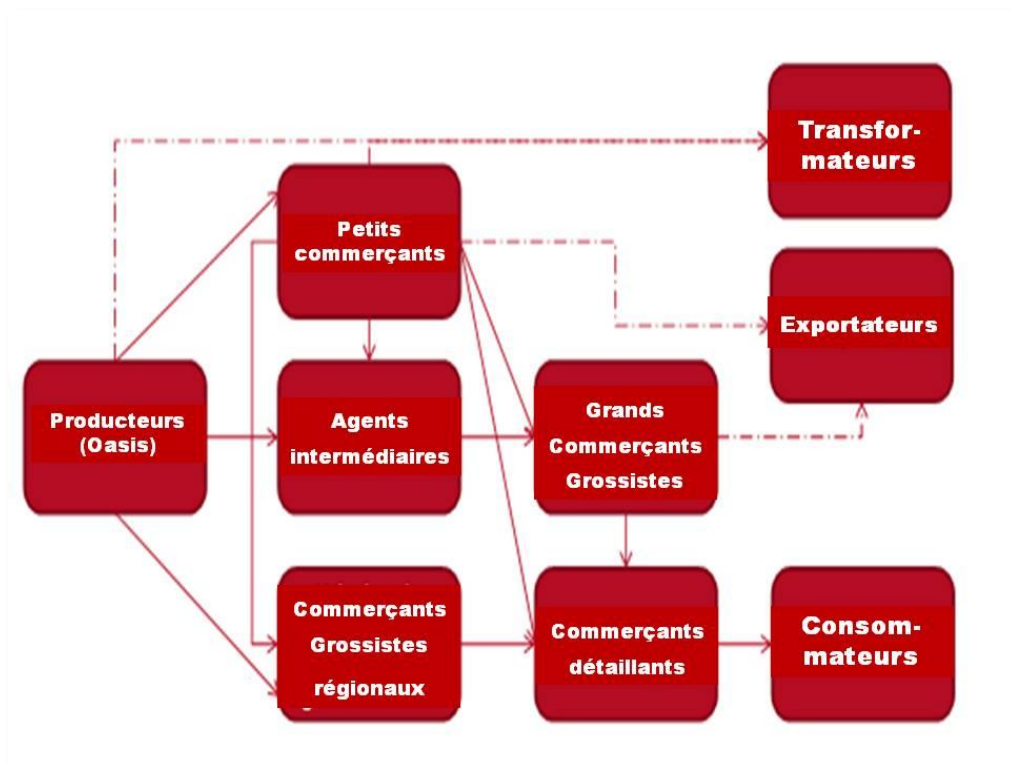 Transfor-
mateurs
Petits
commerçants
Exportateurs
Producteurs
(Oasis)
Agents
intermédiaires
Grands
Commerçants
Grossistes
Commerçants
Grossistes
régionaux
Commerçants
détaillants
Consom-
mateurs